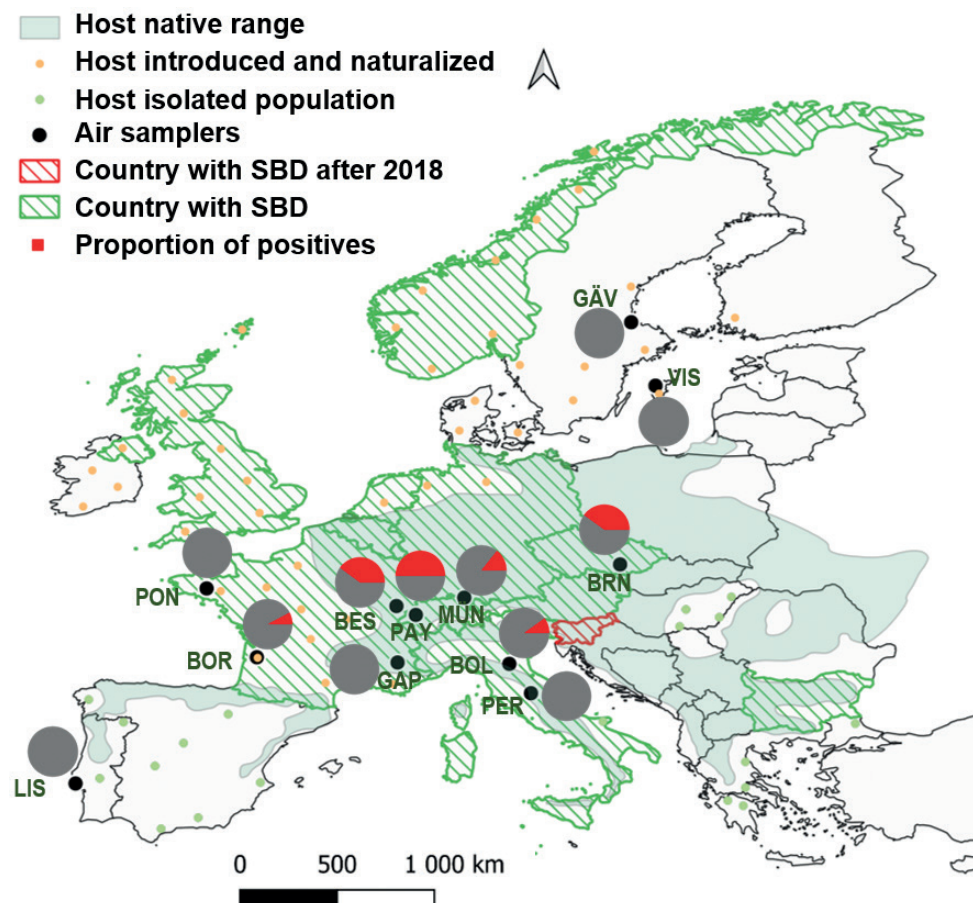 Host native range
Host introduced and naturalized
Host isolated population
Air samplers
Country with SBD after 2018
Country with SBD
Proportion of positives
GÄV
VIS
PON
BES
PAY
MUN
BRN
BOR
GAP
BOL
PER
LIS
0 500 1 000 km